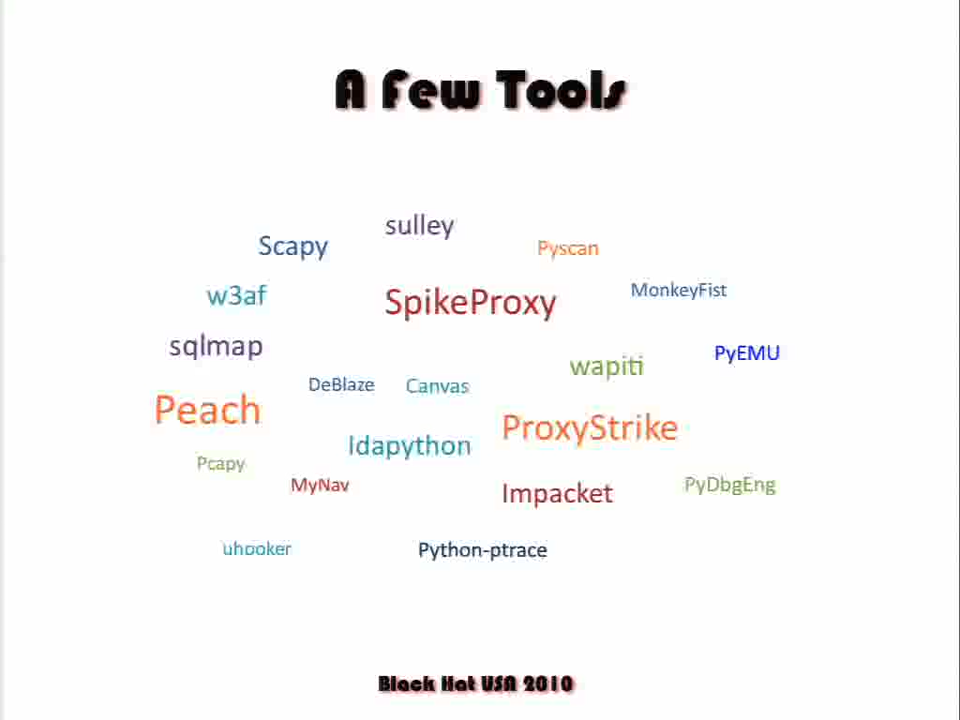 A Few Tools
sulley
Scapy
Pyscan
w3af
SpikeProxy
MonkeyFist
sqlmap
wapiti
PyEMU
DeBlaze
Canvas
Peach
ProxyStrike
Idapython
Pcapy
MyNav
Impacket
PyDbgEng
uhooker
Python-ptrace
Black Hat USA 2010